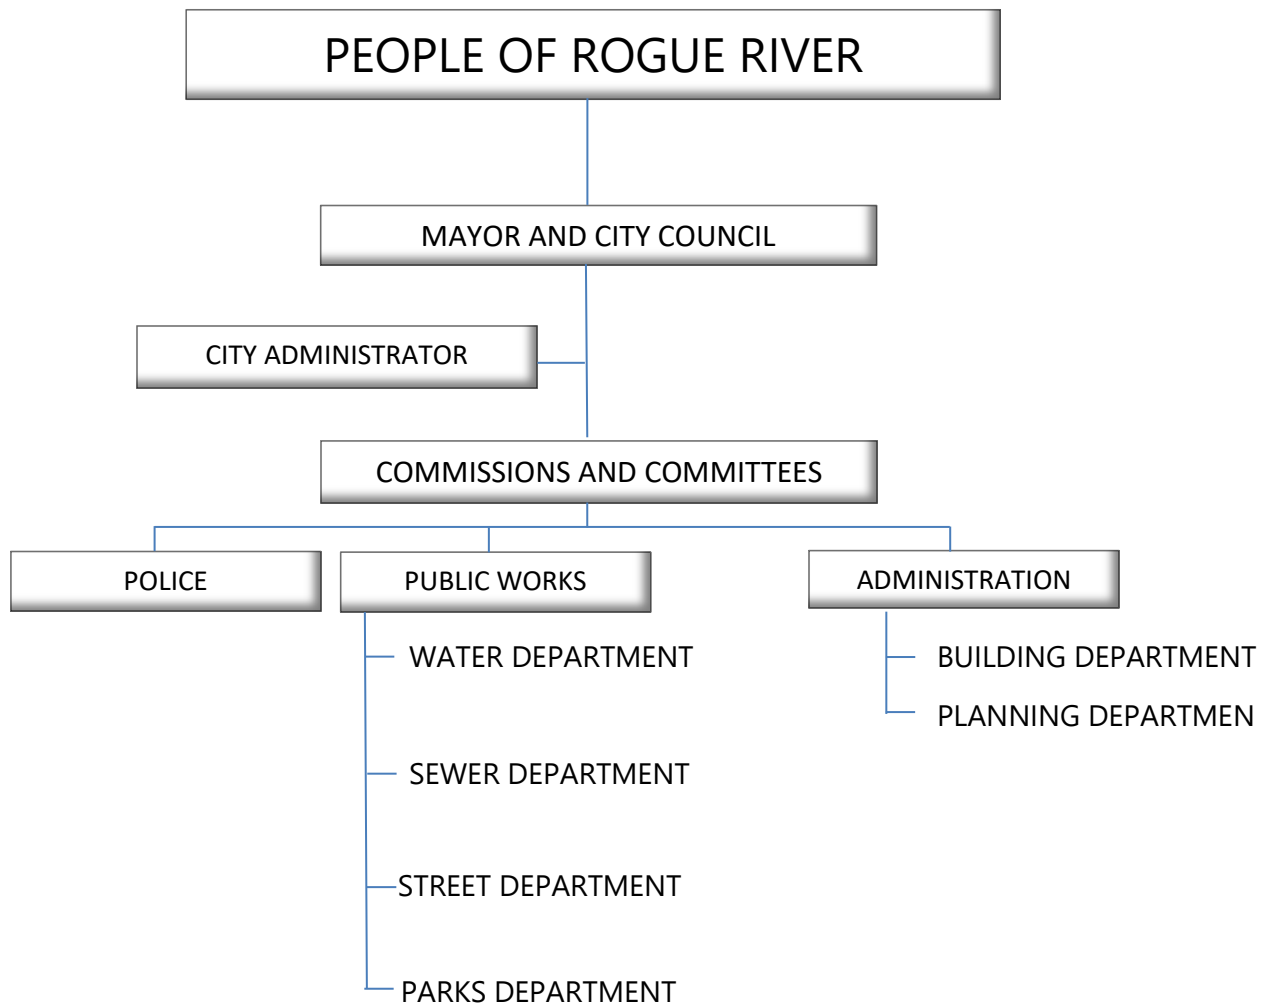 PEOPLE OF ROGUE RIVER
MAYOR AND CITY COUNCIL
CITY ADMINISTRATOR
COMMISSIONS AND COMMITTEES
POLICE
PUBLIC WORKS
ADMINISTRATION
WATER DEPARTMENT
BUILDING DEPARTMENT
PLANNING DEPARTMEN
SEWER DEPARTMENT
STREET DEPARTMENT
PARKS DEPARTMENT